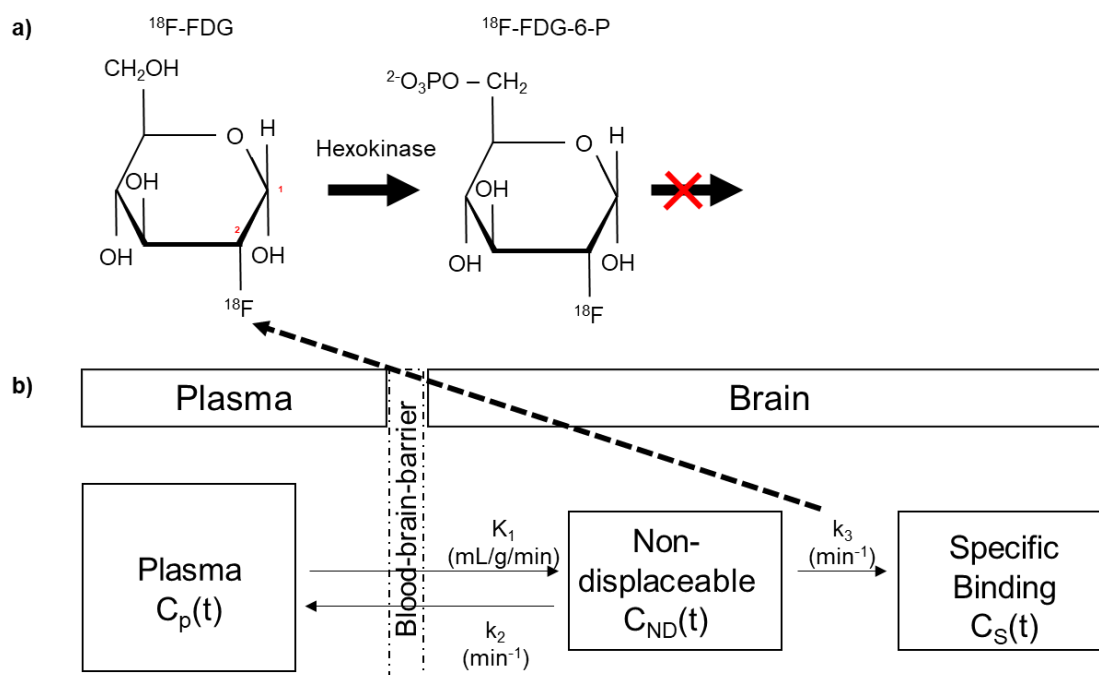 a)
¹⁸F-FDG
¹⁸F-FDG-6-P
CH₂OH
²⁻O₃PO – CH₂
O
H
O
H
Hexokinase
OH
1
OH
2
OH
OH
OH
OH
¹⁸F
¹⁸F
b)
Plasma
Blood-brain-barrier
Brain
Plasma
Cₚ(t)
K₁
(mL/g/min)
k₂
(min⁻¹)
Non-
displaceable
C_ND(t)
k₃
(min⁻¹)
Specific
Binding
C_S(t)